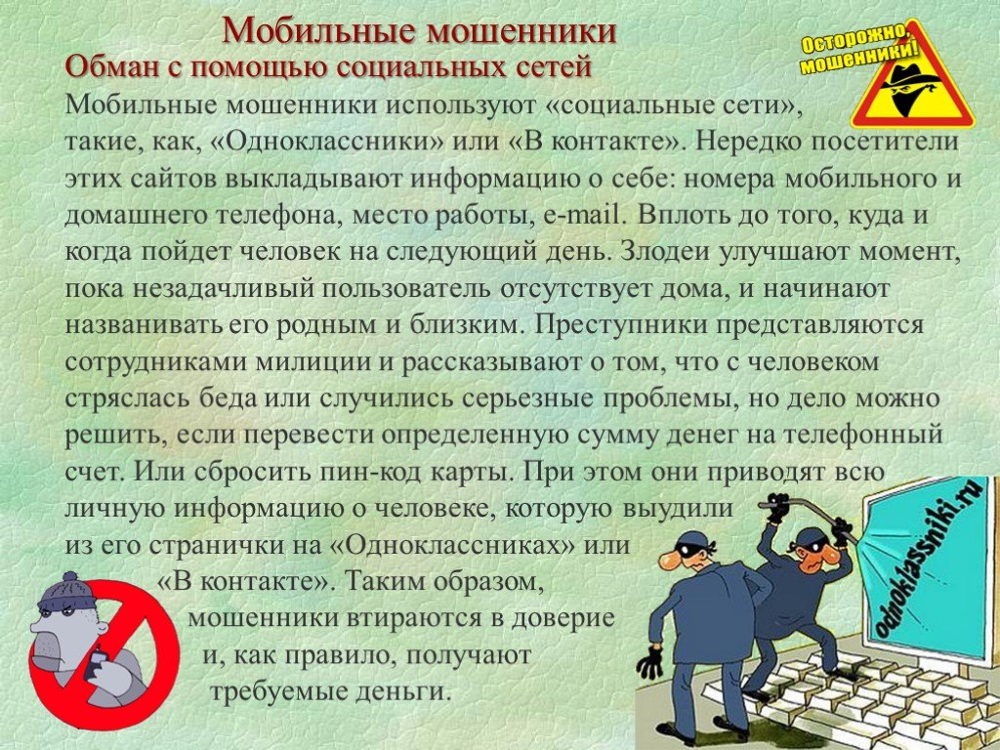 Мобильные мошенники
Обман с помощью социальных сетей
Осторожно,
мошенники!
Мобильные мошенники используют «социальные сети»,
такие, как, «Одноклассники» или «В контакте». Нередко посетители
этих сайтов выкладывают информацию о себе: номера мобильного и
домашнего телефона, место работы, e-mail. Вплоть до того, куда и
когда пойдет человек на следующий день. Злодеи улучшают момент,
пока незадачливый пользователь отсутствует дома, и начинают
названивать его родным и близким. Преступники представляются
сотрудниками милиции и рассказывают о том, что с человеком
стряслась беда или случились серьезные проблемы, но дело можно
решить, если перевести определенную сумму денег на телефонный
счет. Или сбросить пин-код карты. При этом они приводят всю
личную информацию о человеке, которую выудили
из его странички на «Одноклассниках» или
«В контакте». Таким образом,
мошенники втираются в доверие
и, как правило, получают
требуемые деньги.
odnoklassniki.ru